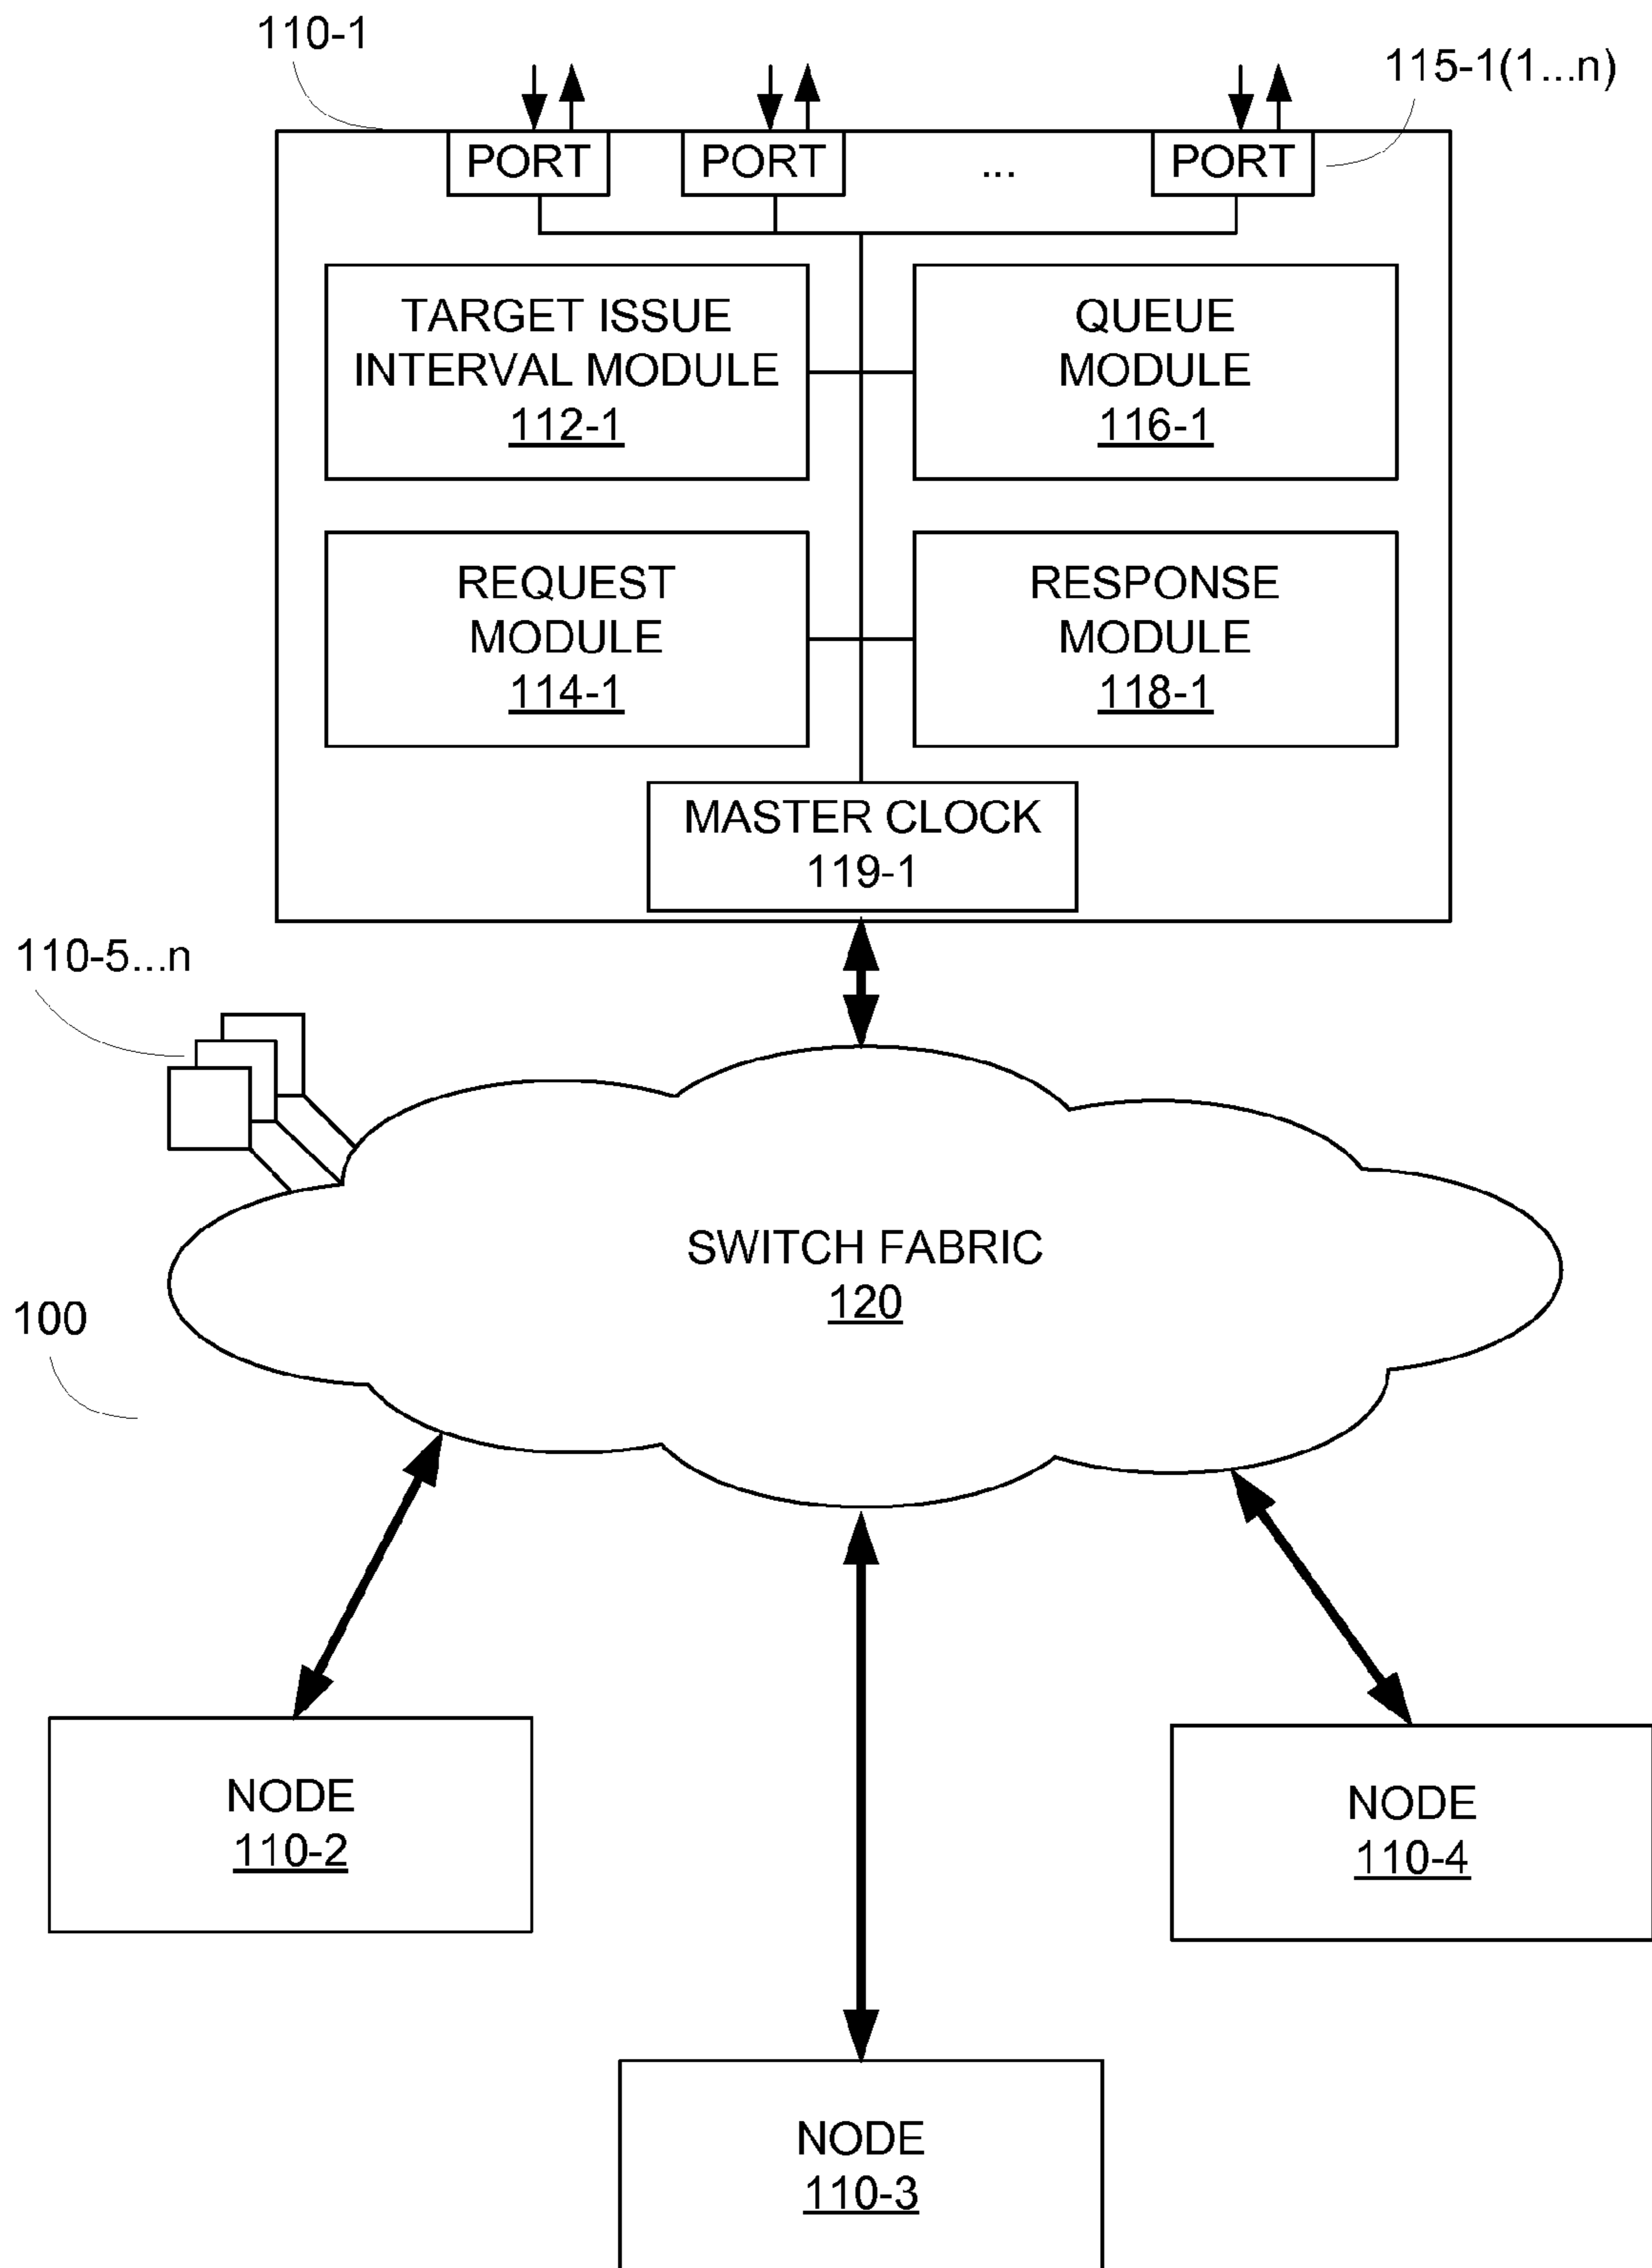 110-1
115-1(1...n)
PORT PORT ... PORT
TARGET ISSUE
INTERVAL MODULE
112-1
QUEUE
MODULE
116-1
REQUEST
MODULE
114-1
RESPONSE
MODULE
118-1
MASTER CLOCK
119-1
110-5...n
SWITCH FABRIC
120
100
NODE
110-2
NODE
110-4
NODE
110-3